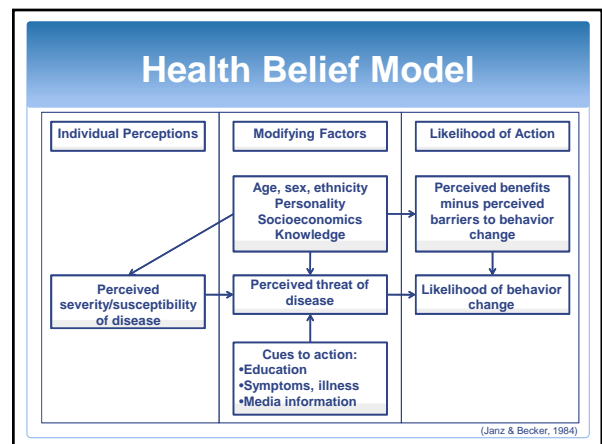 Health Belief Model
Individual Perceptions
Modifying Factors
Likelihood of Action
Age, sex, ethnicity
Personality
Socioeconomics
Knowledge
Perceived benefits
minus perceived
barriers to behavior
change
Perceived
severity/susceptibility
of disease
Perceived threat of
disease
Likelihood of behavior
change
Cues to action:
•Education
•Symptoms, illness
•Media information
(Janz & Becker, 1984)